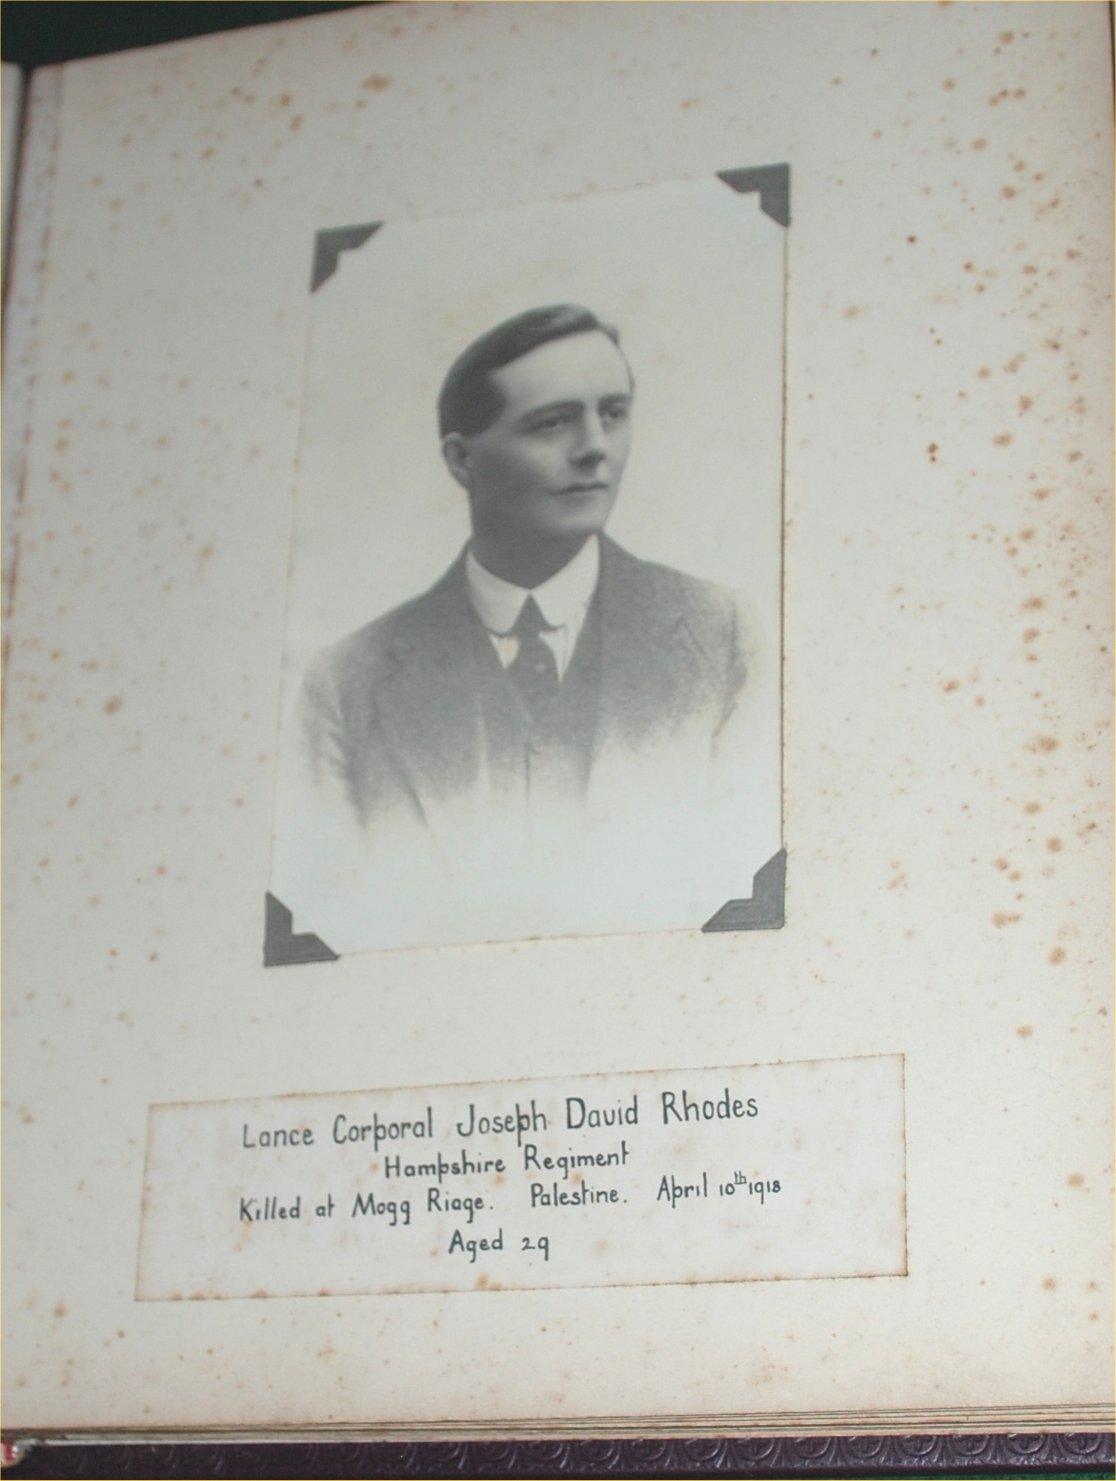 Lance Corporal Joseph David Rhodes
Hampshire Regiment
Killed at Mogg Riage. Palestine. April 10th 1918
Aged 29